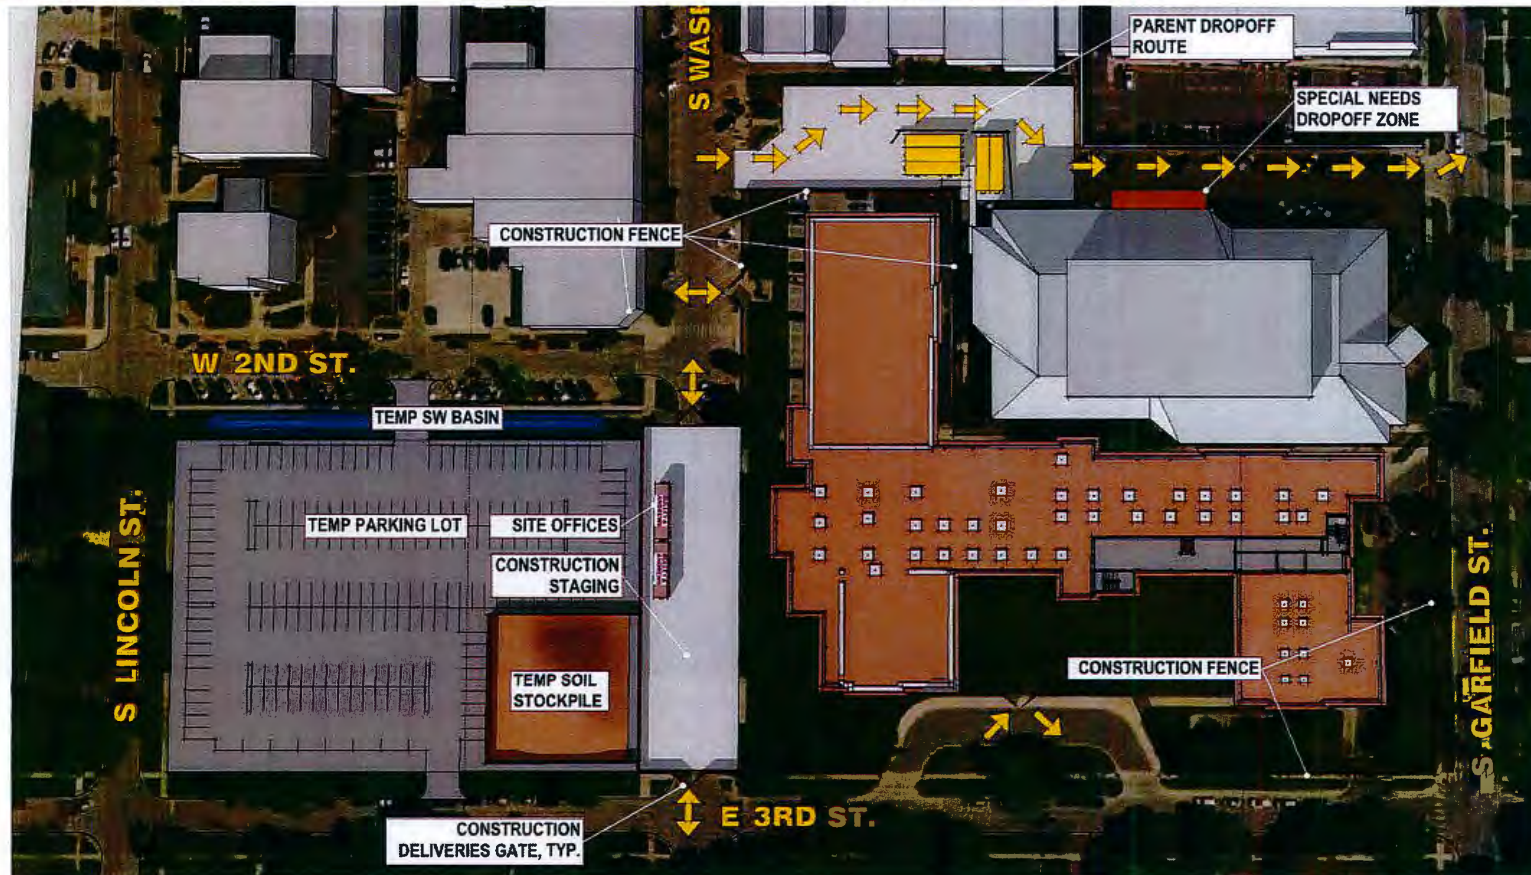 S WASH
PARENT DROPOFF
ROUTE
SPECIAL NEEDS
DROPOFF ZONE
CONSTRUCTION FENCE
W 2ND ST.
TEMP SW BASIN
S LINCOLN ST.
TEMP PARKING LOT
SITE OFFICES
CONSTRUCTION
STAGING
TEMP SOIL
STOCKPILE
CONSTRUCTION FENCE
S GARFIELD ST.
E 3RD ST.
CONSTRUCTION
DELIVERIES GATE, TYP.